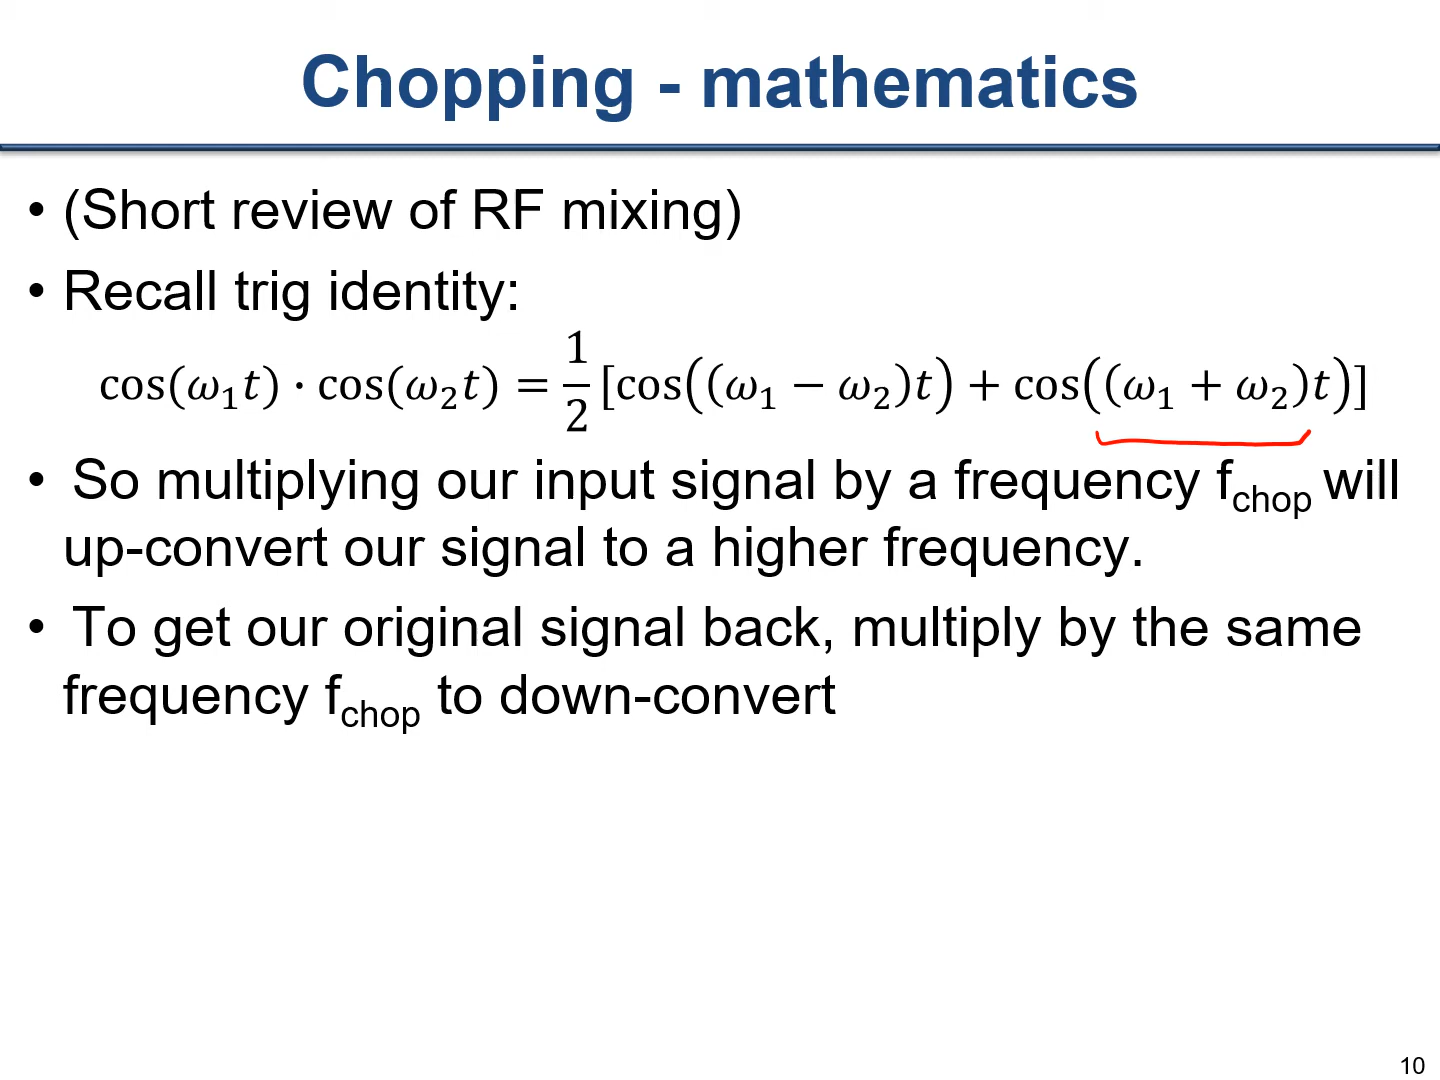 Chopping - mathematics
• (Short review of RF mixing)
• Recall trig identity:
cos(ω₁t) · cos(ω₂t) = 1/2 [cos((ω₁ − ω₂)t) + cos((ω₁ + ω₂)t)]
• So multiplying our input signal by a frequency f_chop will
up-convert our signal to a higher frequency.
• To get our original signal back, multiply by the same
frequency f_chop to down-convert
10